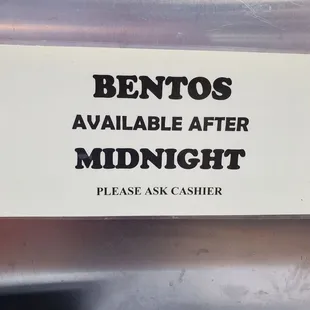 BENTOS
AVAILABLE AFTER
MIDNIGHT
PLEASE ASK CASHIER